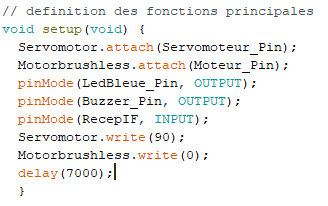 // definition des fonctions principales
void setup(void) {
Servomotor.attach(Servomoteur_Pin);
Motorbrushless.attach(Moteur_Pin);
pinMode(LedBleue_Pin, OUTPUT);
pinMode(Buzzer_Pin, OUTPUT);
pinMode(RecepIF, INPUT);
Servomotor.write(90);
Motorbrushless.write(0);
delay(7000);
}